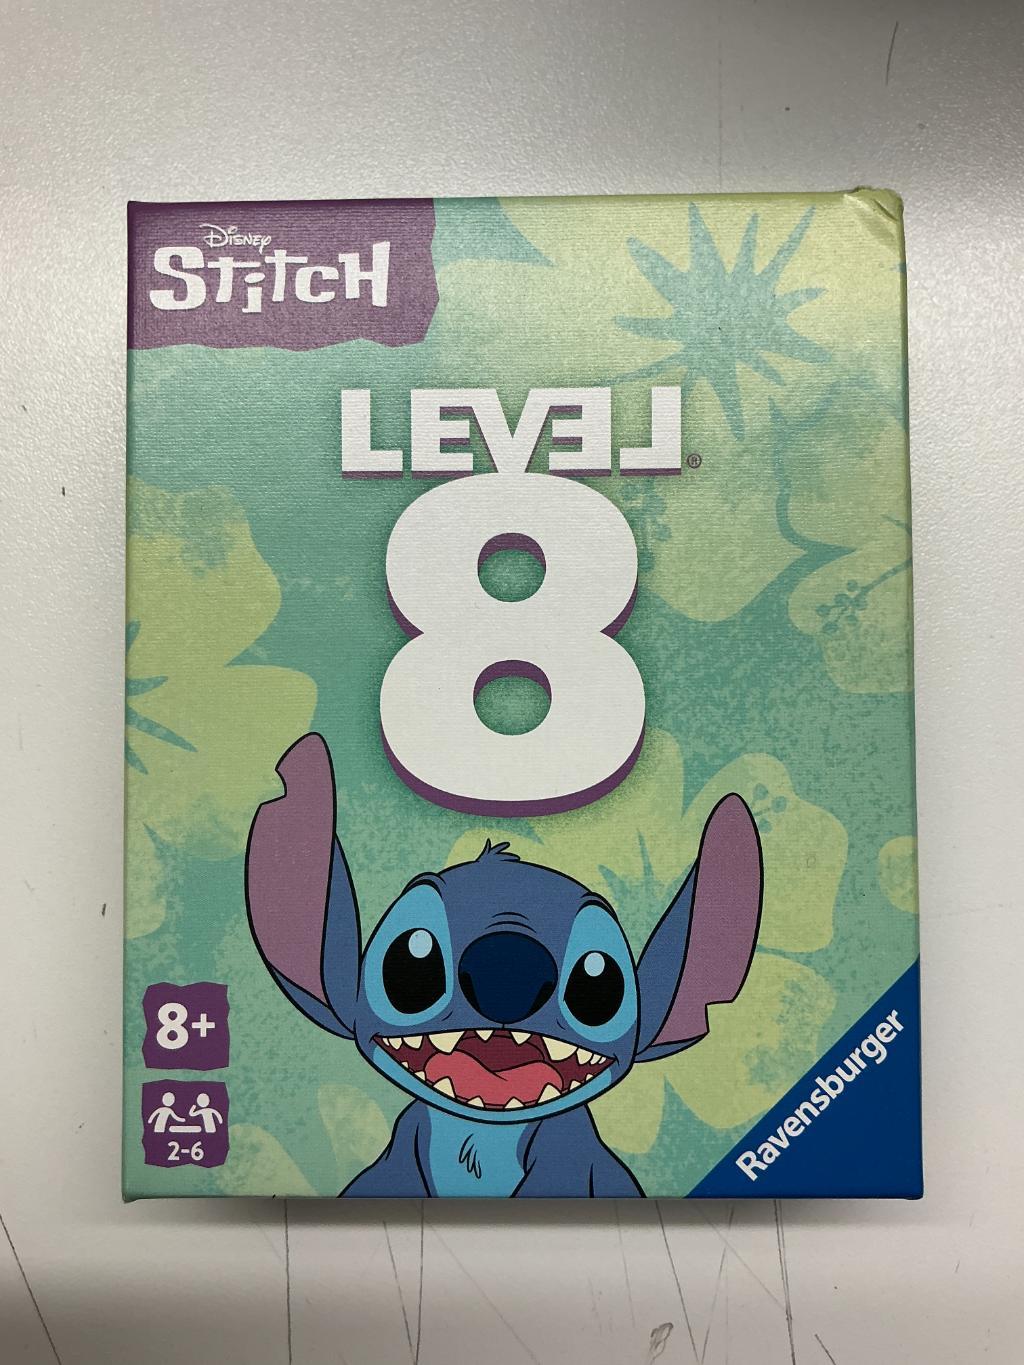 Disney
Stitch
LEVEL®
8
8+
2-6
Ravensburger